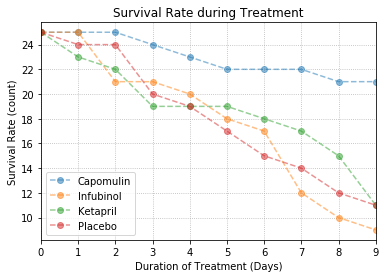 Survival Rate during Treatment
Survival Rate (count)
24
22
20
18
16
14
12
10
Capomulin
Infubinol
Ketapril
Placebo
0 1 2 3 4 5 6 7 8 9
Duration of Treatment (Days)